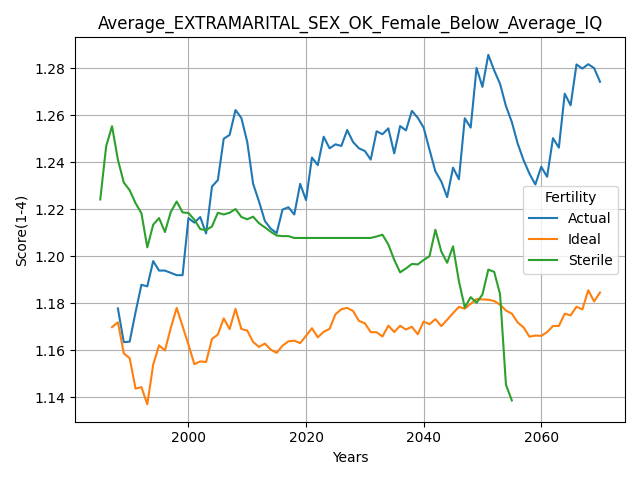 Average_EXTRAMARITAL_SEX_OK_Female_Below_Average_IQ
Score(1-4)
1.28
1.26
1.24
1.22
1.20
1.18
1.16
1.14
Fertility
Actual
Ideal
Sterile
2000 2020 2040 2060
Years